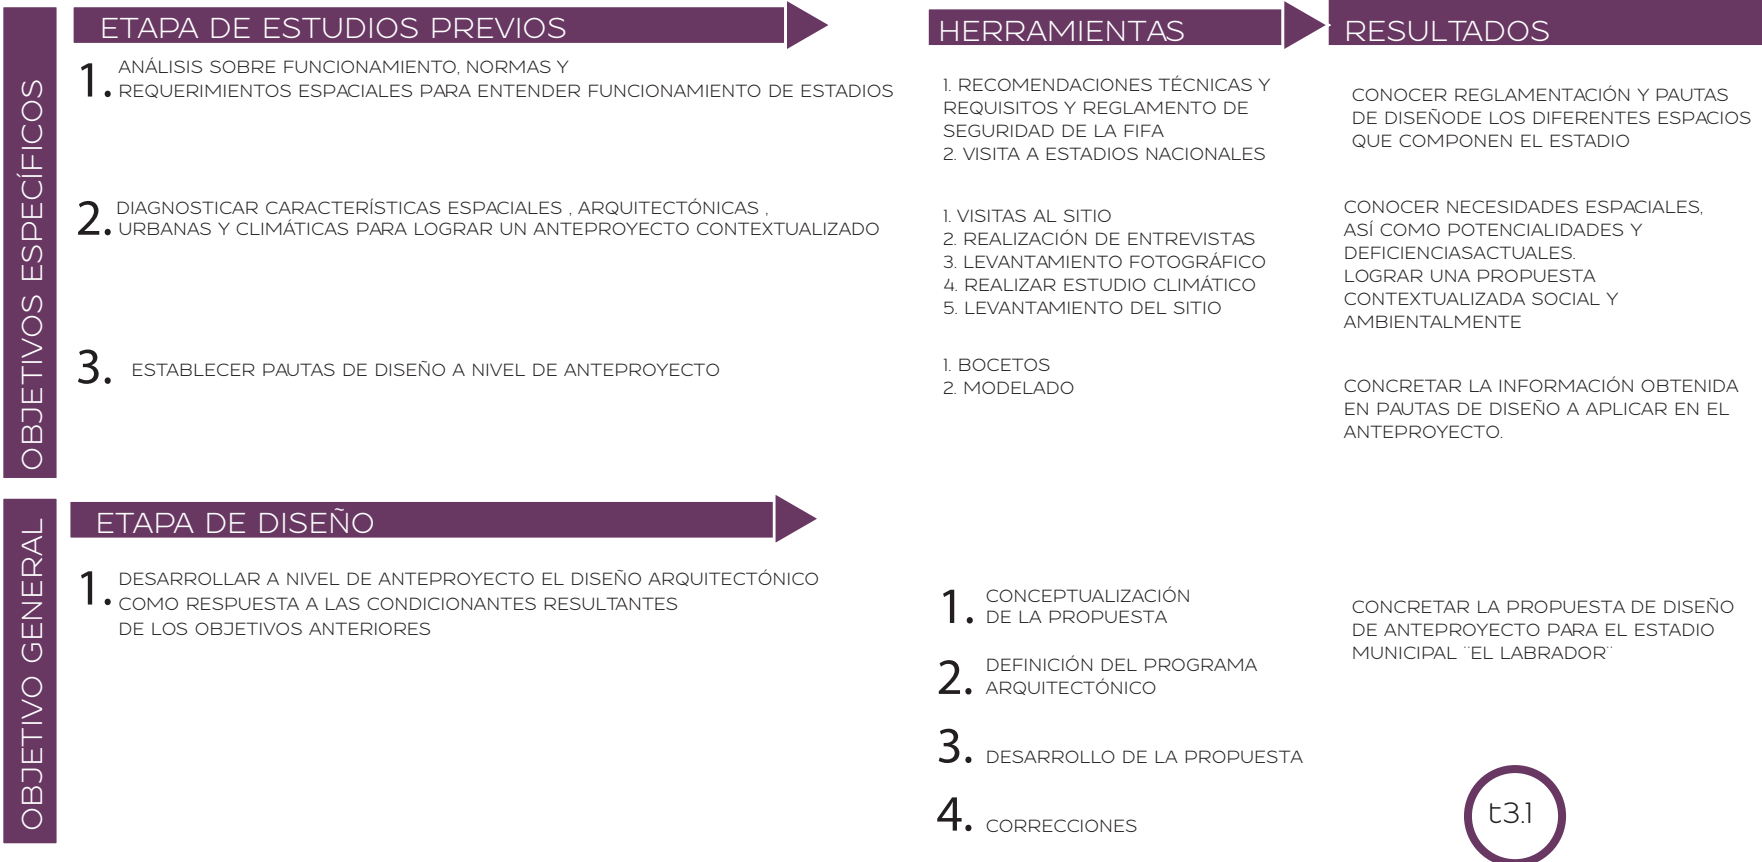 OBJETIVOS ESPECÍFICOS
ETAPA DE ESTUDIOS PREVIOS
HERRAMIENTAS
RESULTADOS
1. ANÁLISIS SOBRE FUNCIONAMIENTO, NORMAS Y
REQUERIMIENTOS ESPACIALES PARA ENTENDER FUNCIONAMIENTO DE ESTADIOS
1. RECOMENDACIONES TÉCNICAS Y
REQUISITOS Y REGLAMENTO DE
SEGURIDAD DE LA FIFA
2. VISITA A ESTADIOS NACIONALES
CONOCER REGLAMENTACIÓN Y PAUTAS
DE DISEÑODE LOS DIFERENTES ESPACIOS
QUE COMPONEN EL ESTADIO
2. DIAGNOSTICAR CARACTERÍSTICAS ESPACIALES , ARQUITECTÓNICAS ,
URBANAS Y CLIMÁTICAS PARA LOGRAR UN ANTEPROYECTO CONTEXTUALIZADO
1. VISITAS AL SITIO
2. REALIZACIÓN DE ENTREVISTAS
3. LEVANTAMIENTO FOTOGRÁFICO
4. REALIZAR ESTUDIO CLIMÁTICO
5. LEVANTAMIENTO DEL SITIO
CONOCER NECESIDADES ESPACIALES,
ASÍ COMO POTENCIALIDADES Y
DEFICIENCIASACTUALES.
LOGRAR UNA PROPUESTA
CONTEXTUALIZADA SOCIAL Y
AMBIENTALMENTE
3. ESTABLECER PAUTAS DE DISEÑO A NIVEL DE ANTEPROYECTO
1. BOCETOS
2. MODELADO
CONCRETAR LA INFORMACIÓN OBTENIDA
EN PAUTAS DE DISEÑO A APLICAR EN EL
ANTEPROYECTO.
OBJETIVO GENERAL
ETAPA DE DISEÑO
1. DESARROLLAR A NIVEL DE ANTEPROYECTO EL DISEÑO ARQUITECTÓNICO
COMO RESPUESTA A LAS CONDICIONANTES RESULTANTES
DE LOS OBJETIVOS ANTERIORES
1. CONCEPTUALIZACIÓN
DE LA PROPUESTA
2. DEFINICIÓN DEL PROGRAMA
ARQUITECTÓNICO
3. DESARROLLO DE LA PROPUESTA
4. CORRECCIONES
CONCRETAR LA PROPUESTA DE DISEÑO
DE ANTEPROYECTO PARA EL ESTADIO
MUNICIPAL ¨EL LABRADOR¨
t3.1